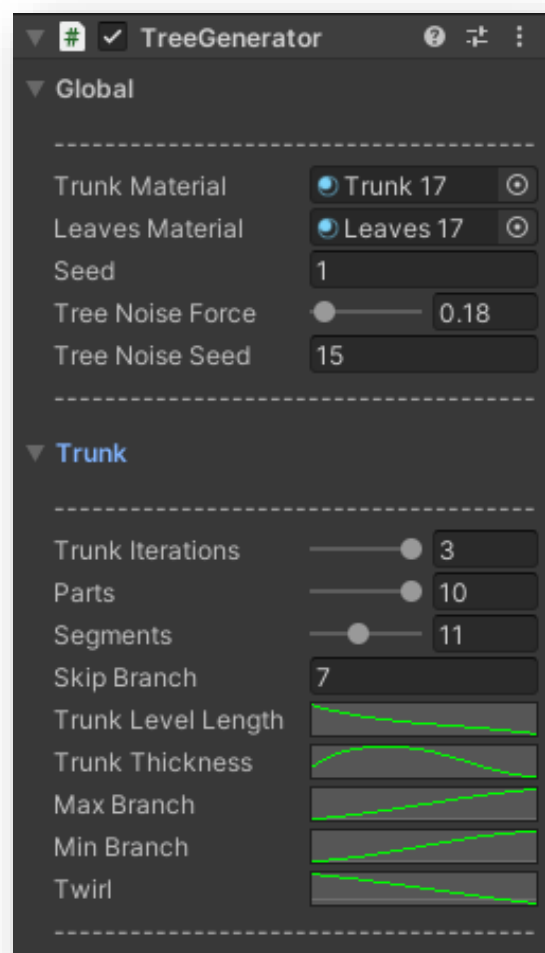 # TreeGenerator
Global
------------------------------------
Trunk Material Trunk 17
Leaves Material Leaves 17
Seed 1
Tree Noise Force 0.18
Tree Noise Seed 15
------------------------------------
Trunk
------------------------------------
Trunk Iterations 3
Parts 10
Segments 11
Skip Branch 7
Trunk Level Length
Trunk Thickness
Max Branch
Min Branch
Twirl
------------------------------------